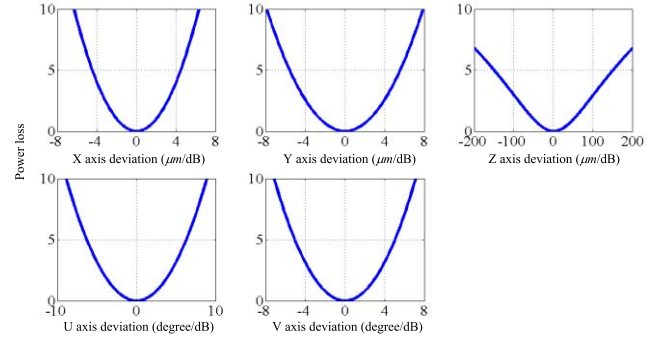 10
5
0
-8 -4 0 4 8
X axis deviation (μm/dB)
10
5
0
-8 -4 0 4 8
Y axis deviation (μm/dB)
10
5
0
-200 -100 0 100 200
Z axis deviation (μm/dB)
Power loss
10
5
0
-10 0 10
U axis deviation (degree/dB)
10
5
0
-8 -4 0 4 8
V axis deviation (degree/dB)